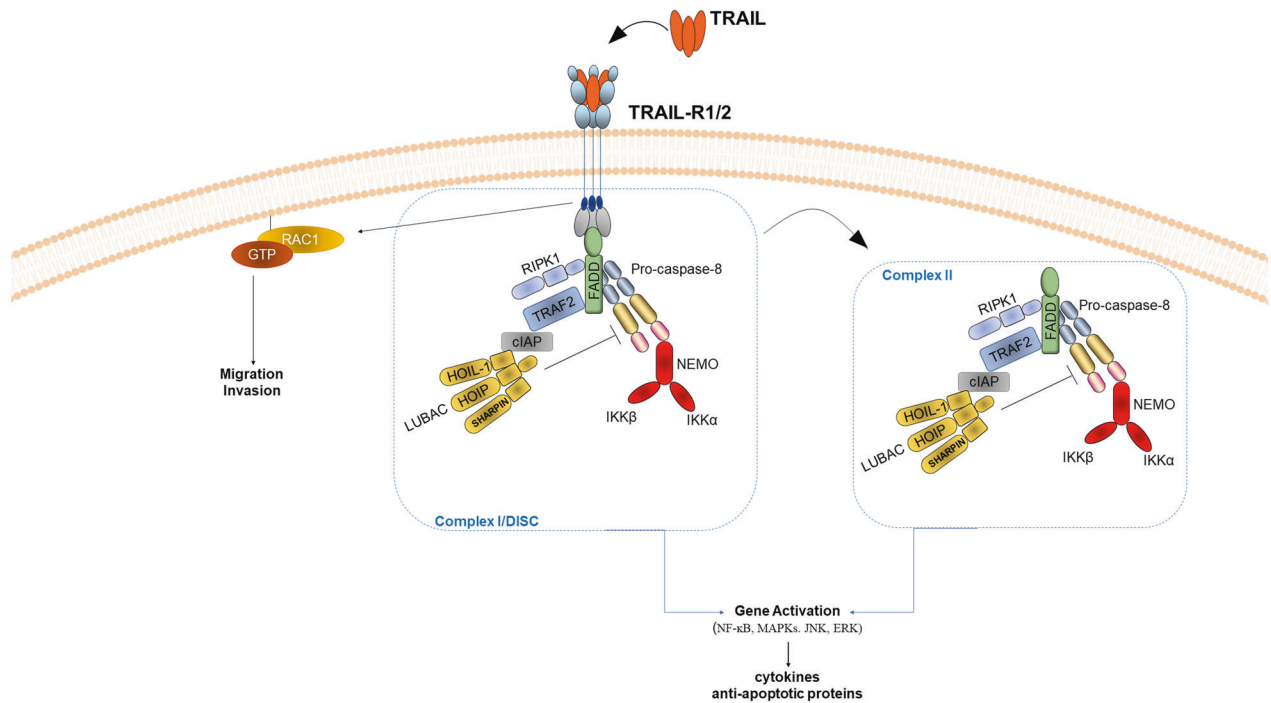 TRAIL
TRAIL-R1/2
RAC1
GTP
Migration
Invasion
RIPK1
FADD
Pro-caspase-8
TRAF2
cIAP
HOIL-1
HOIP
SHARPIN
LUBAC
NEMO
IKKβ
IKKα
Complex I/DISC
Complex II
RIPK1
FADD
Pro-caspase-8
TRAF2
cIAP
HOIL-1
HOIP
SHARPIN
LUBAC
NEMO
IKKβ
IKKα
Gene Activation
(NF-κB, MAPKs. JNK, ERK)
cytokines
anti-apoptotic proteins